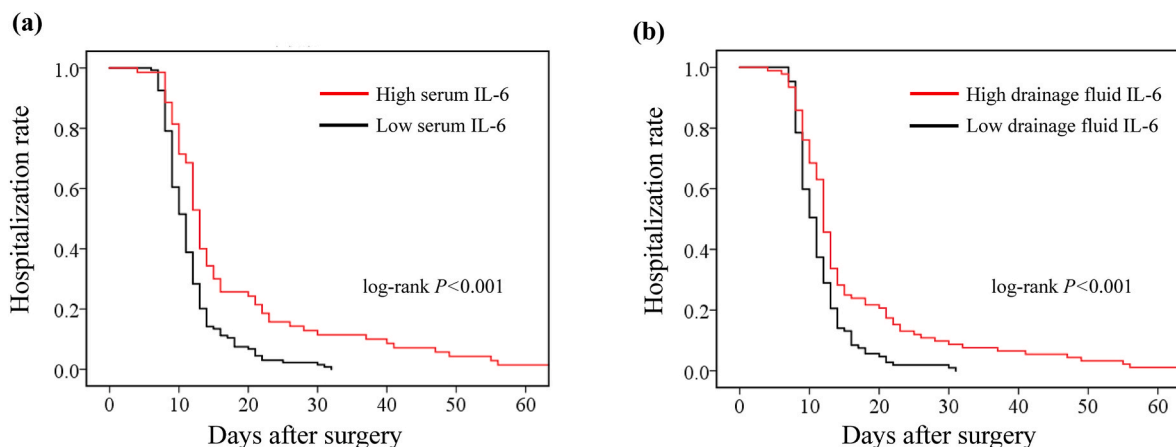 (a)
High serum IL-6
Low serum IL-6
log-rank P<0.001
Hospitalization rate
1.0
0.8
0.6
0.4
0.2
0.0
0 10 20 30 40 50 60
Days after surgery
(b)
High drainage fluid IL-6
Low drainage fluid IL-6
log-rank P<0.001
Hospitalization rate
1.0
0.8
0.6
0.4
0.2
0.0
0 10 20 30 40 50 60
Days after surgery